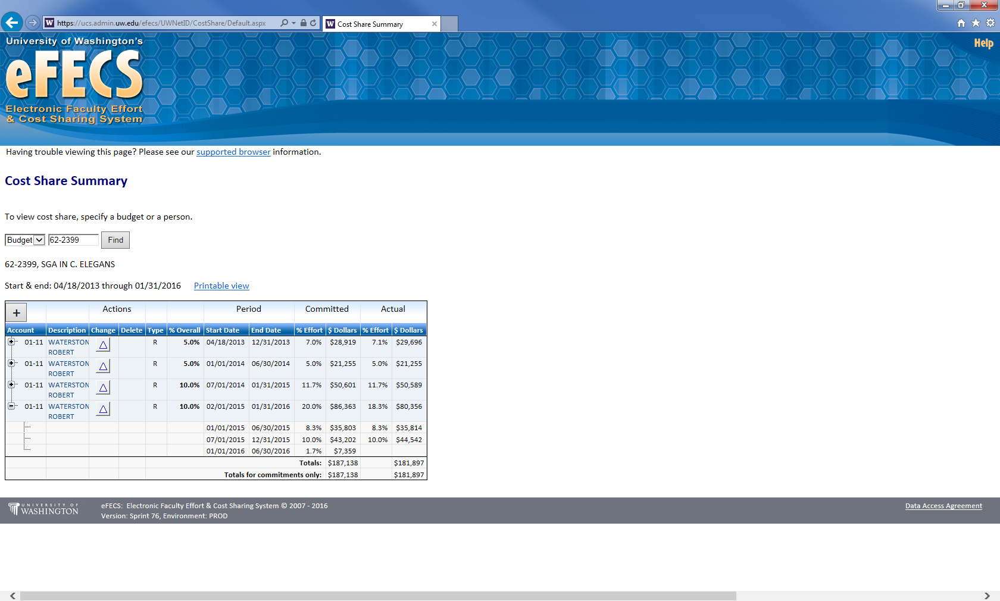 https://ucs.admin.uw.edu/efecs/UWNetID/CostShare/Default.aspx
W Cost Share Summary
University of Washington's
Help
eFECS
Electronic Faculty Effort
& Cost Sharing System
Having trouble viewing this page? Please see our supported browser information.
Cost Share Summary
To view cost share, specify a budget or a person.
Budget 62-2399 Find
62-2399, SGA IN C. ELEGANS
Start & end: 04/18/2013 through 01/31/2016 Printable view
+ Actions Period Committed Actual
Account Description Change Delete Type % Overall Start Date End Date % Effort $ Dollars % Effort $ Dollars
01-11 WATERSTON R 5.0% 04/18/2013 12/31/2013 7.0% $28,919 7.1% $29,696
ROBERT
01-11 WATERSTON R 5.0% 01/01/2014 06/30/2014 5.0% $21,255 5.0% $21,255
ROBERT
01-11 WATERSTON R 10.0% 07/01/2014 01/31/2015 11.7% $50,601 11.7% $50,589
ROBERT
01-11 WATERSTON R 10.0% 02/01/2015 01/31/2016 20.0% $86,363 18.3% $80,356
ROBERT
01/01/2015 06/30/2015 8.3% $35,803 8.3% $35,814
07/01/2015 12/31/2015 10.0% $43,202 10.0% $44,542
01/01/2016 06/30/2016 1.7% $7,359
Totals: $187,138 $181,897
Totals for commitments only: $187,138 $181,897
UNIVERSITY OF
WASHINGTON
eFECS: Electronic Faculty Effort & Cost Sharing System © 2007 - 2016
Version: Sprint 76, Environment: PROD
Data Access Agreement